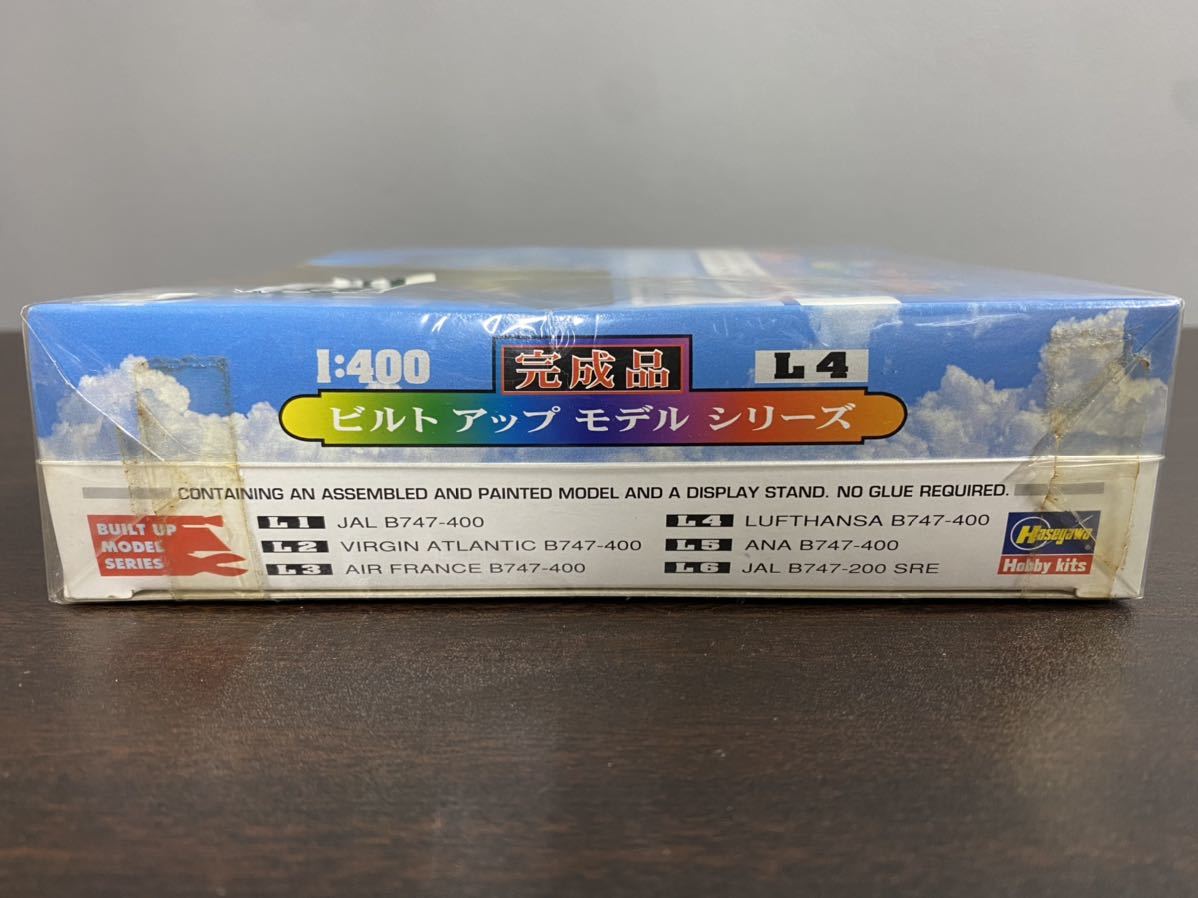 1:400 完成品 L4
ビルト アップ モデル シリーズ
CONTAINING AN ASSEMBLED AND PAINTED MODEL AND A DISPLAY STAND. NO GLUE REQUIRED.
BUILT UP
MODEL
SERIES
L1 JAL B747-400
L2 VIRGIN ATLANTIC B747-400
L3 AIR FRANCE B747-400
L4 LUFTHANSA B747-400
L5 ANA B747-400
L6 JAL B747-200 SRE
Hasegawa
Hobby kits